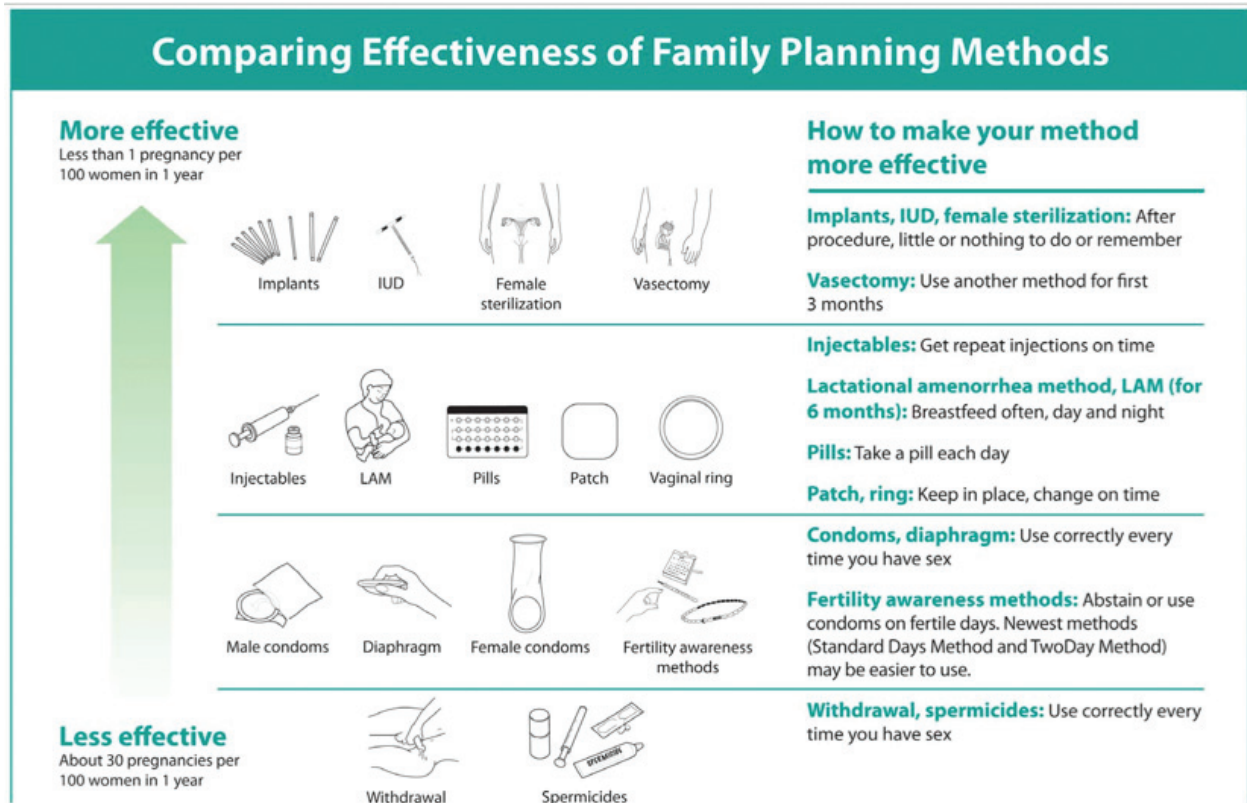 Comparing Effectiveness of Family Planning Methods
More effective
Less than 1 pregnancy per
100 women in 1 year
Implants
IUD
Female
sterilization
Vasectomy
Injectables
LAM
Pills
Patch
Vaginal ring
Male condoms
Diaphragm
Female condoms
Fertility awareness
methods
Less effective
About 30 pregnancies per
100 women in 1 year
Withdrawal
SPERMICIDE
Spermicides
How to make your method
more effective
Implants, IUD, female sterilization: After
procedure, little or nothing to do or remember
Vasectomy: Use another method for first
3 months
Injectables: Get repeat injections on time
Lactational amenorrhea method, LAM (for
6 months): Breastfeed often, day and night
Pills: Take a pill each day
Patch, ring: Keep in place, change on time
Condoms, diaphragm: Use correctly every
time you have sex
Fertility awareness methods: Abstain or use
condoms on fertile days. Newest methods
(Standard Days Method and TwoDay Method)
may be easier to use.
Withdrawal, spermicides: Use correctly every
time you have sex